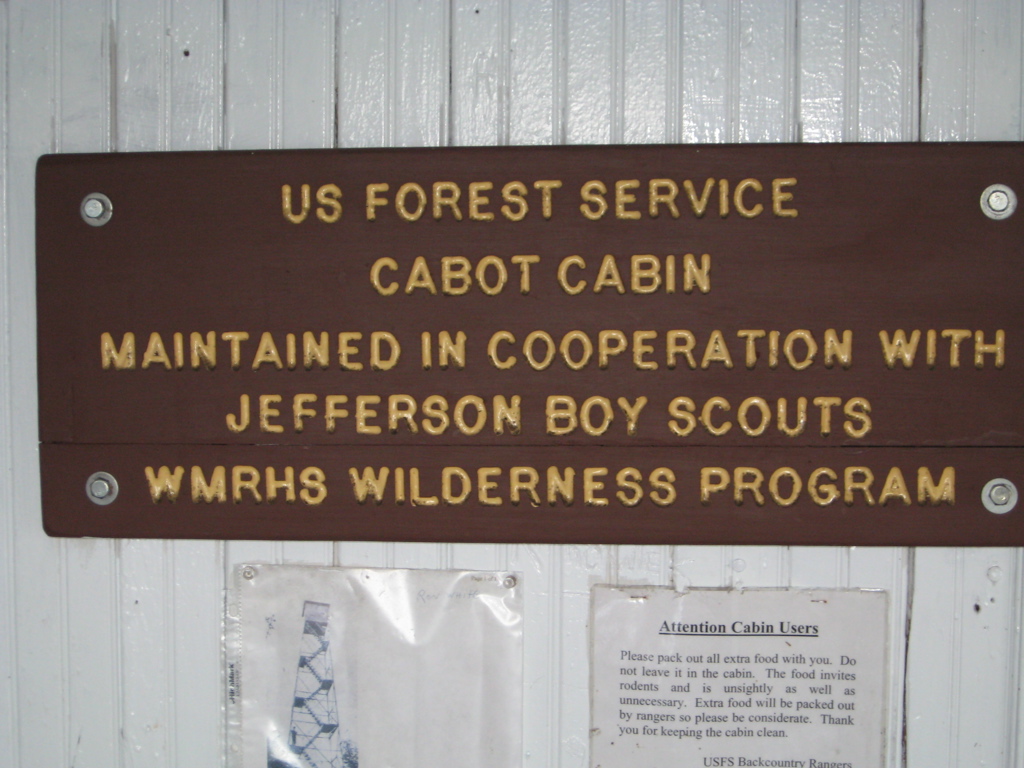 US FOREST SERVICE
CABOT CABIN
MAINTAINED IN COOPERATION WITH
JEFFERSON BOY SCOUTS
WMRHS WILDERNESS PROGRAM
Attention Cabin Users
Please pack out all extra food with you. Do
not leave it in the cabin. The food invites
rodents and is unsightly as well as
unnecessary. Extra food will be packed out
by rangers so please be considerate. Thank
you for keeping the cabin clean.
USFS Backcountry Rangers